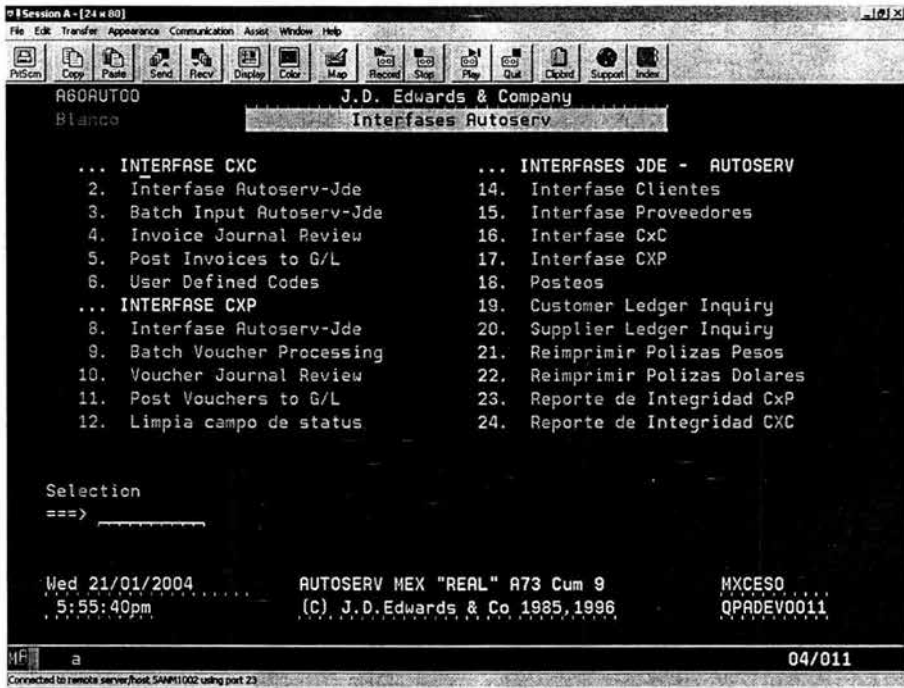 Session A - [24 x 80]
File Edit Transfer Appearance Communication Assist Window Help
PrtScrn Copy Paste Send Recv Display Color Map Record Stop Play Quit Clipbrd Support Index
A60AUTOO J.D. Edwards & Company
Blanco Interfases Autoserv
... INTERFASE CXC
2. Interfase Autoserv-Jde
3. Batch Input Autoserv-Jde
4. Invoice Journal Review
5. Post Invoices to G/L
6. User Defined Codes
... INTERFASE CXP
8. Interfase Autoserv-Jde
9. Batch Voucher Processing
10. Voucher Journal Review
11. Post Vouchers to G/L
12. Limpia campo de status
... INTERFASES JDE - AUTOSERV
14. Interfase Clientes
15. Interfase Proveedores
16. Interfase CxC
17. Interfase CXP
18. Posteos
19. Customer Ledger Inquiry
20. Supplier Ledger Inquiry
21. Reimprimir Polizas Pesos
22. Reimprimir Polizas Dolares
23. Reporte de Integridad CxP
24. Reporte de Integridad CXC
Selection
===>
Wed 21/01/2004 AUTOSERV MEX "REAL" A73 Cum 9 MXCESO
5:55:40pm (C) J.D.Edwards & Co 1985,1996 QPADEV0011
MA a 04/011
Connected to remote server/host SANM1002 using port 23